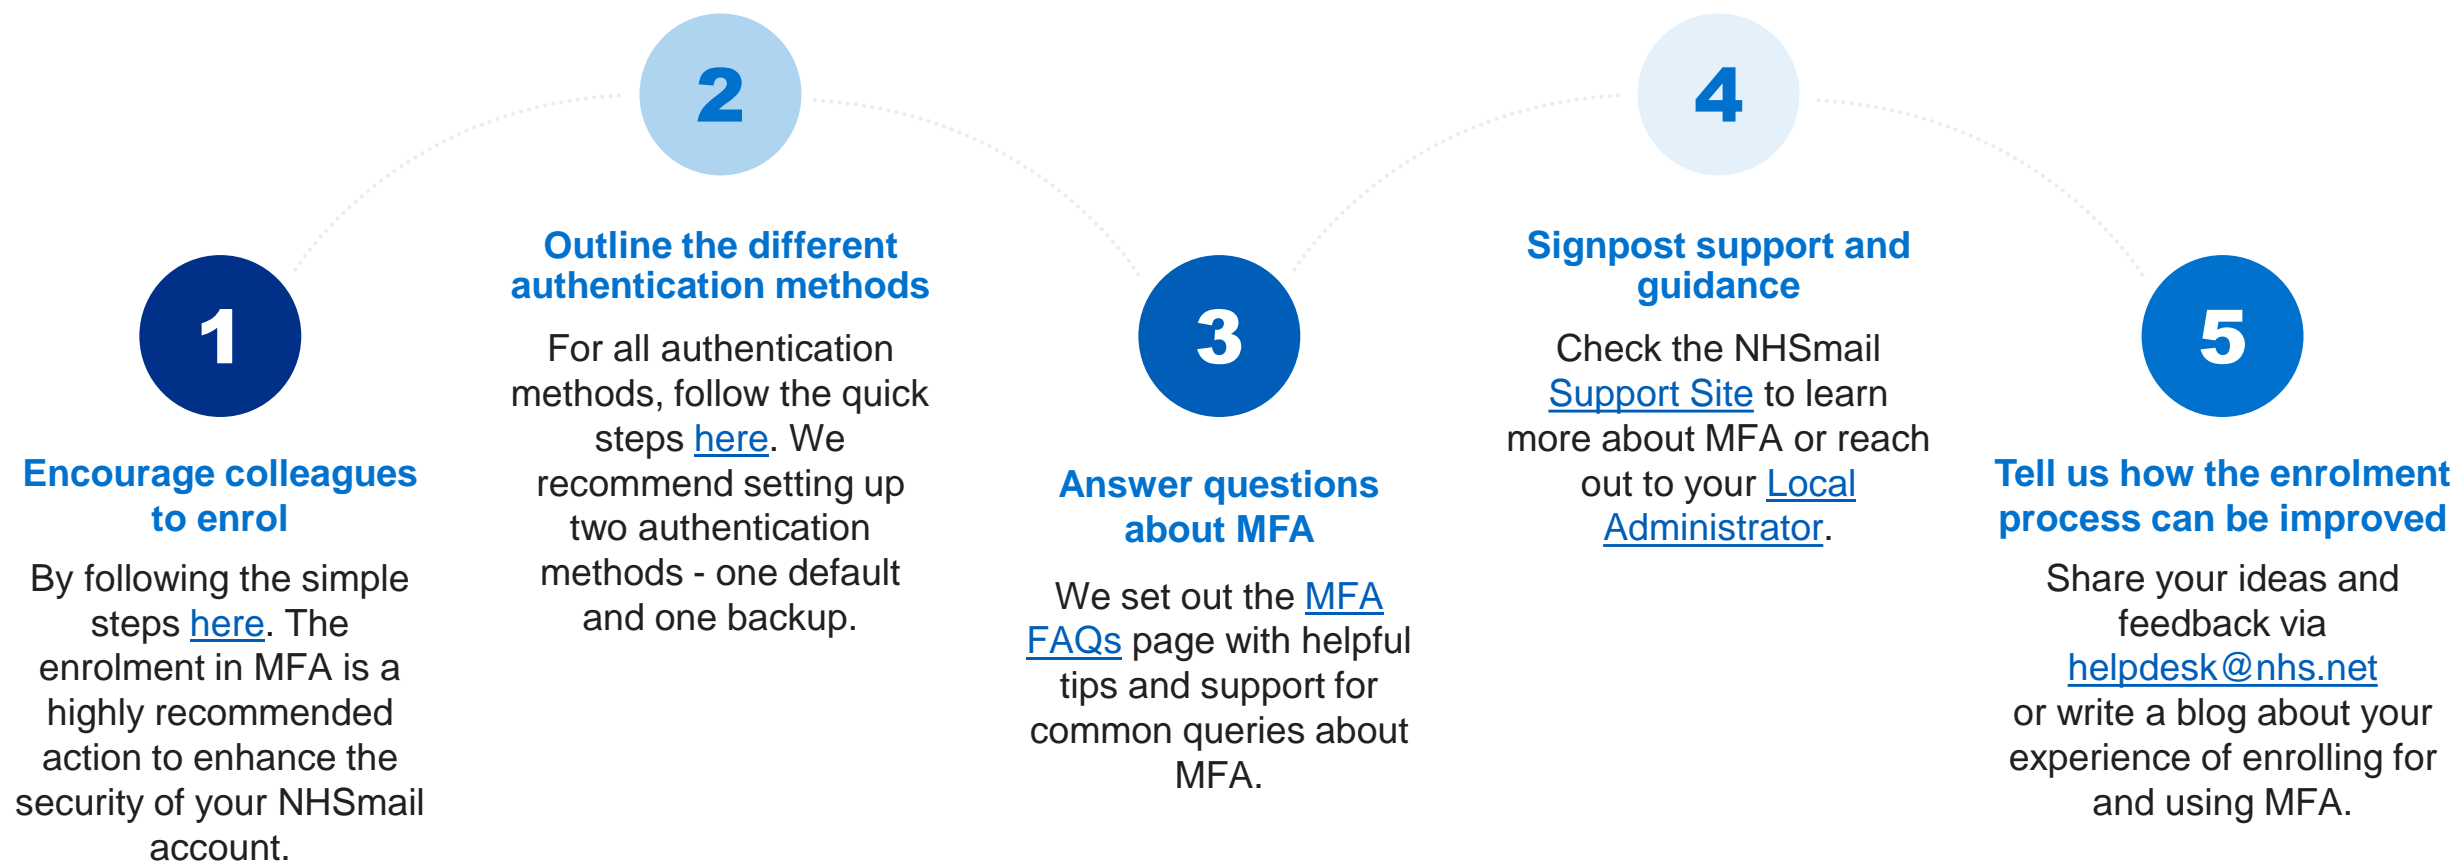 1
Encourage colleagues
to enrol
By following the simple
steps here. The
enrolment in MFA is a
highly recommended
action to enhance the
security of your NHSmail
account.
2
Outline the different
authentication methods
For all authentication
methods, follow the quick
steps here. We
recommend setting up
two authentication
methods - one default
and one backup.
3
Answer questions
about MFA
We set out the MFA
FAQs page with helpful
tips and support for
common queries about
MFA.
4
Signpost support and
guidance
Check the NHSmail
Support Site to learn
more about MFA or reach
out to your Local
Administrator.
5
Tell us how the enrolment
process can be improved
Share your ideas and
feedback via
helpdesk@nhs.net
or write a blog about your
experience of enrolling for
and using MFA.